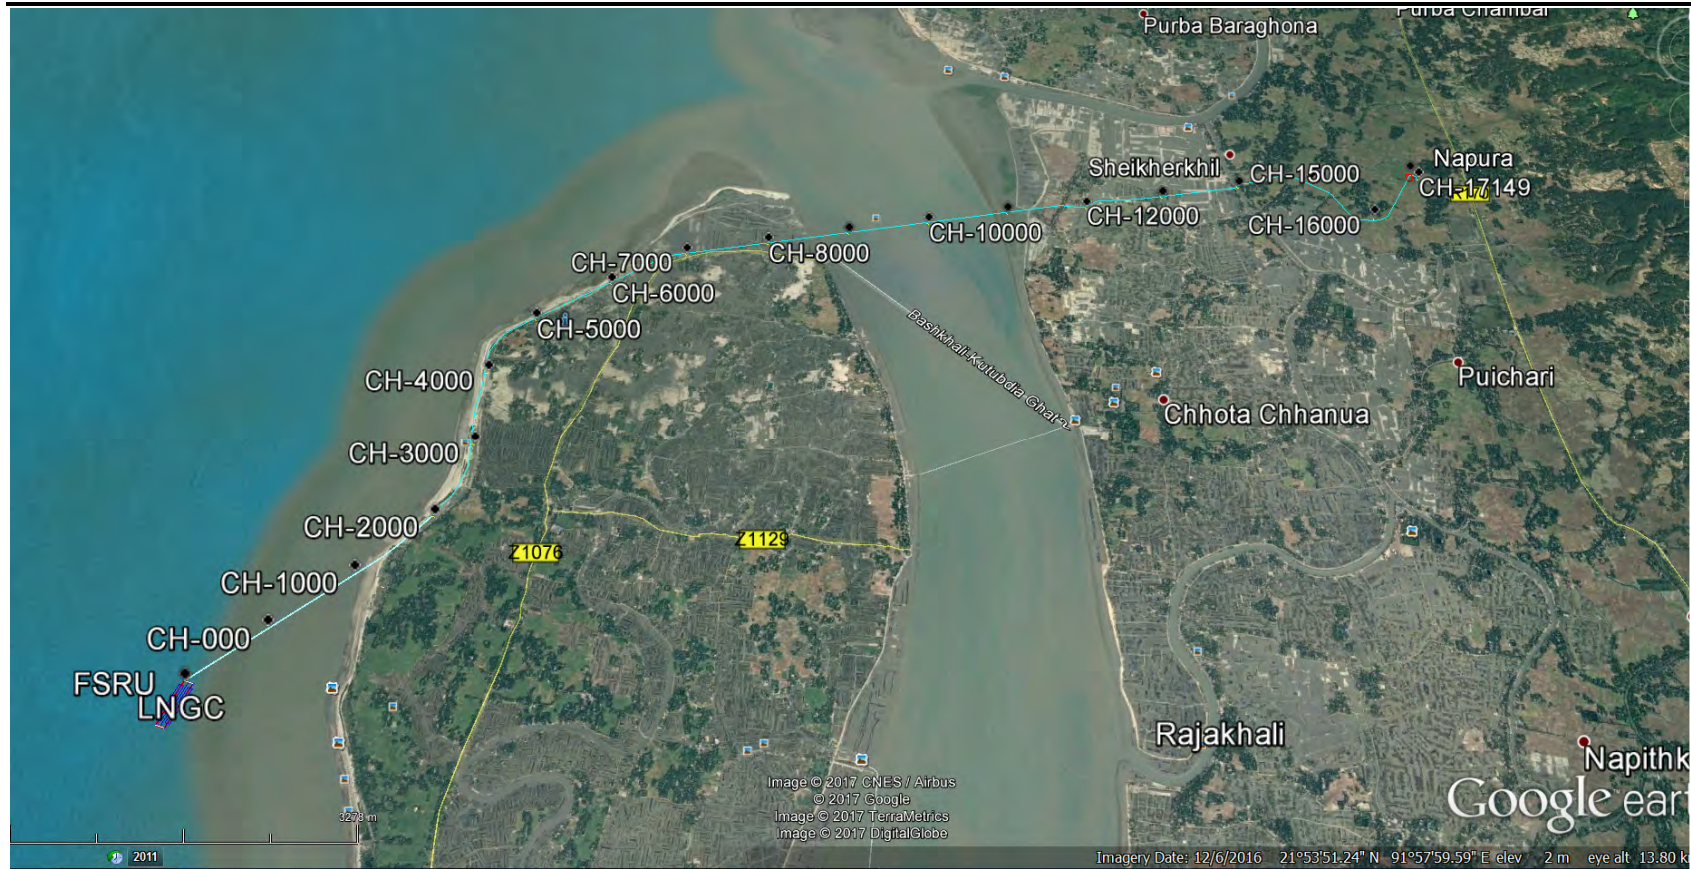 Purba Chambal
Purba Baraghona
Sheikherkhil
Napura
CH-15000
CH-17149
CH-12000
CH-16000
CH-10000
CH-8000
CH-7000
CH-6000
CH-5000
CH-4000
CH-3000
CH-2000
CH-1000
CH-000
FSRU
LNGC
Bashkhali-Kutubdia Ghat
Puichari
Chhota Chhanua
Z1129
Z1076
Rajakhali
Napithk
Image © 2017 CNES / Airbus
© 2017 Google
Image © 2017 TerraMetrics
Image © 2017 DigitalGlobe
Google eart
3278 m
2011
Imagery Date: 12/6/2016 21°53'51.24" N 91°57'59.59" E elev 2 m eye alt 13.80 k